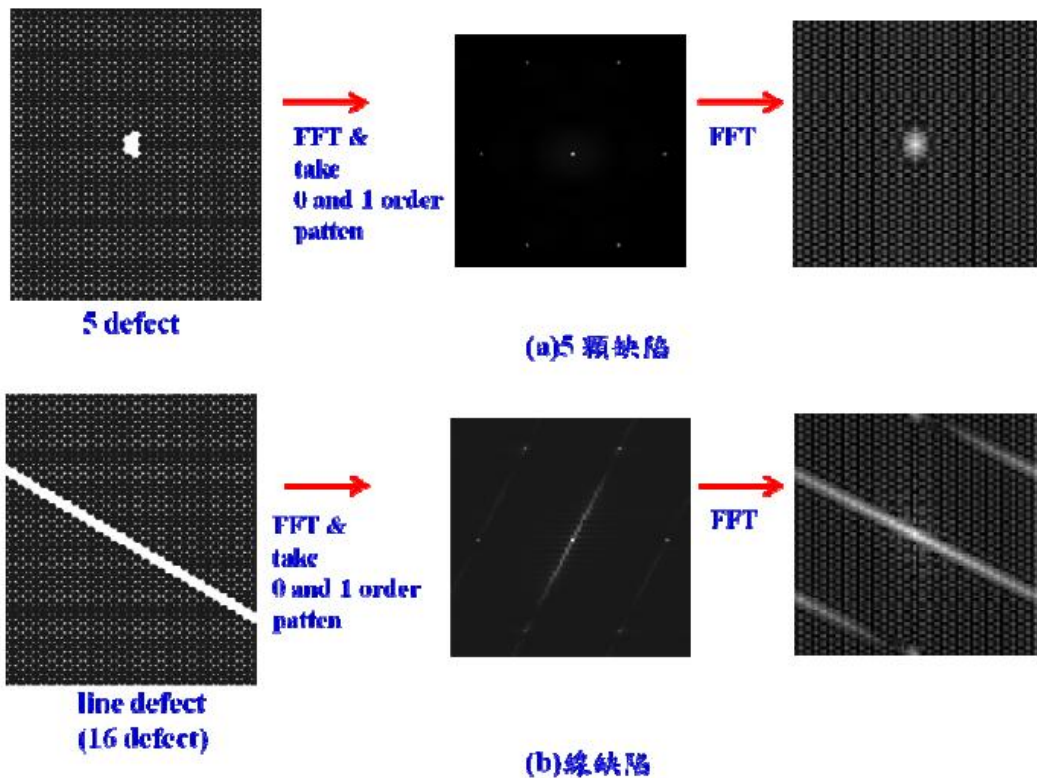 FFT &
take
0 and 1 order
patten
FFT
5 defect
(a)5 顆缺陷
FFT &
take
0 and 1 order
patten
FFT
line defect
(16 defect)
(b)線缺陷